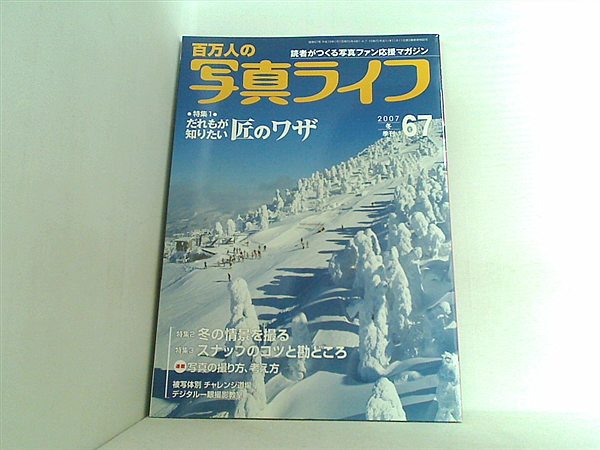 百万人の
読者がつくる写真ファン応援マガジン
写真ライフ
●特集1●
だれもが
知りたい 匠のワザ
2007
冬
季刊
67
特集2 冬の情景を撮る
特集3 スナップのコツと勘どころ
連載 写真の撮り方、考え方
被写体別 チャレンジ道場
デジタル一眼撮影教室